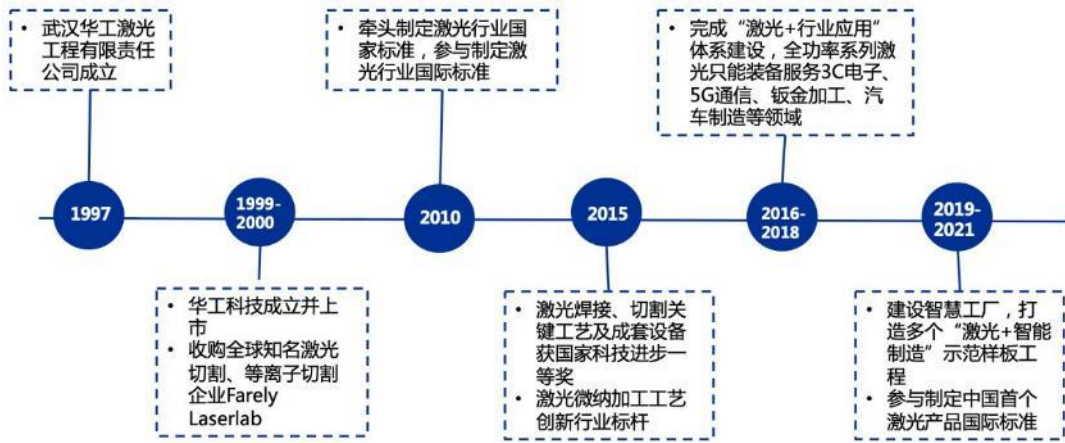 • 武汉华工激光
工程有限责任
公司成立
• 牵头制定激光行业国
家标准，参与制定激
光行业国际标准
• 完成“激光+行业应用”
体系建设，全功率系列激
光只能装备服务3C电子、
5G通信、钣金加工、汽
车制造等领域
1997
1999-
2000
2010
2015
2016-
2018
2019-
2021
• 华工科技成立并上
市
• 收购全球知名激光
切割、等离子切割
企业Farely
Laserlab
• 激光焊接、切割关
键工艺及成套设备
获国家科技进步一
等奖
• 激光微纳加工工艺
创新行业标杆
• 建设智慧工厂，打
造多个“激光+智能
制造”示范样板工
程
• 参与制定中国首个
激光产品国际标准